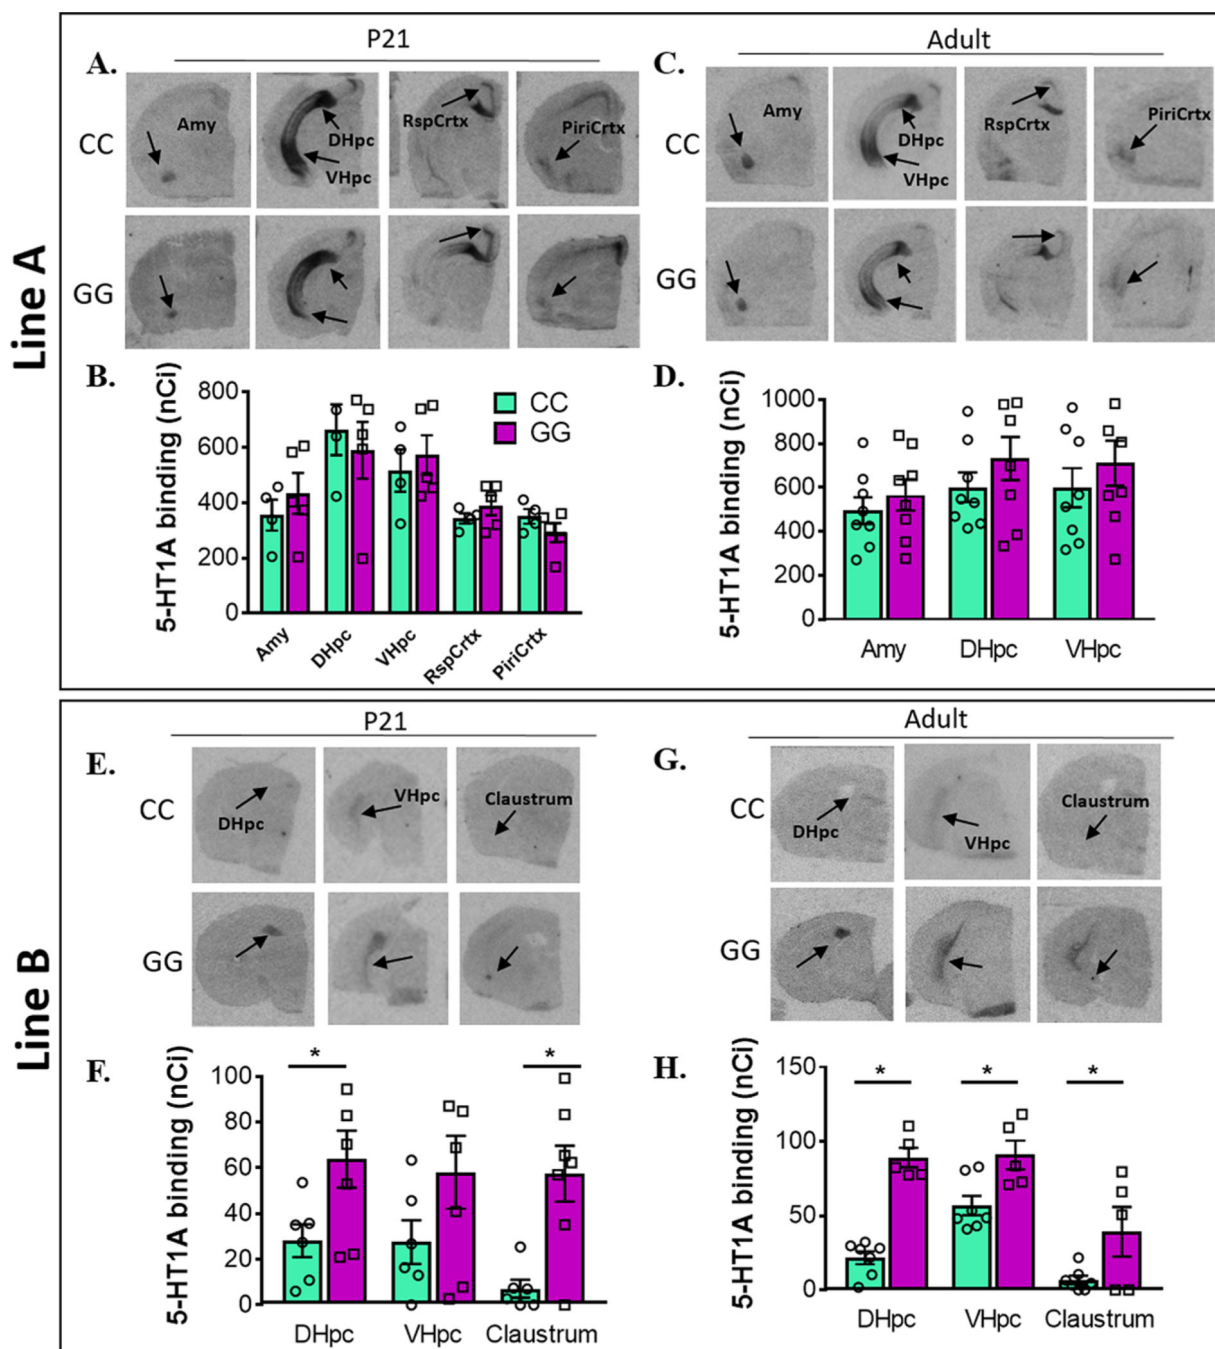 Line A
P21
A.
CC
Amy
DHpc
VHpc
RspCrtx
PiriCrtx
GG
Adult
C.
CC
Amy
DHpc
VHpc
RspCrtx
PiriCrtx
GG
B.
5-HT1A binding (nCi)
800
600
400
200
0
CC
GG
Amy
DHpc
VHpc
RspCrtx
PiriCrtx
D.
5-HT1A binding (nCi)
1000
800
600
400
200
0
Amy
DHpc
VHpc
Line B
P21
E.
CC
DHpc
VHpc
Claustrum
GG
Adult
G.
CC
DHpc
VHpc
Claustrum
GG
F.
5-HT1A binding (nCi)
100
80
60
40
20
0
*
*
DHpc
VHpc
Claustrum
H.
5-HT1A binding (nCi)
150
100
50
0
*
*
*
DHpc
VHpc
Claustrum